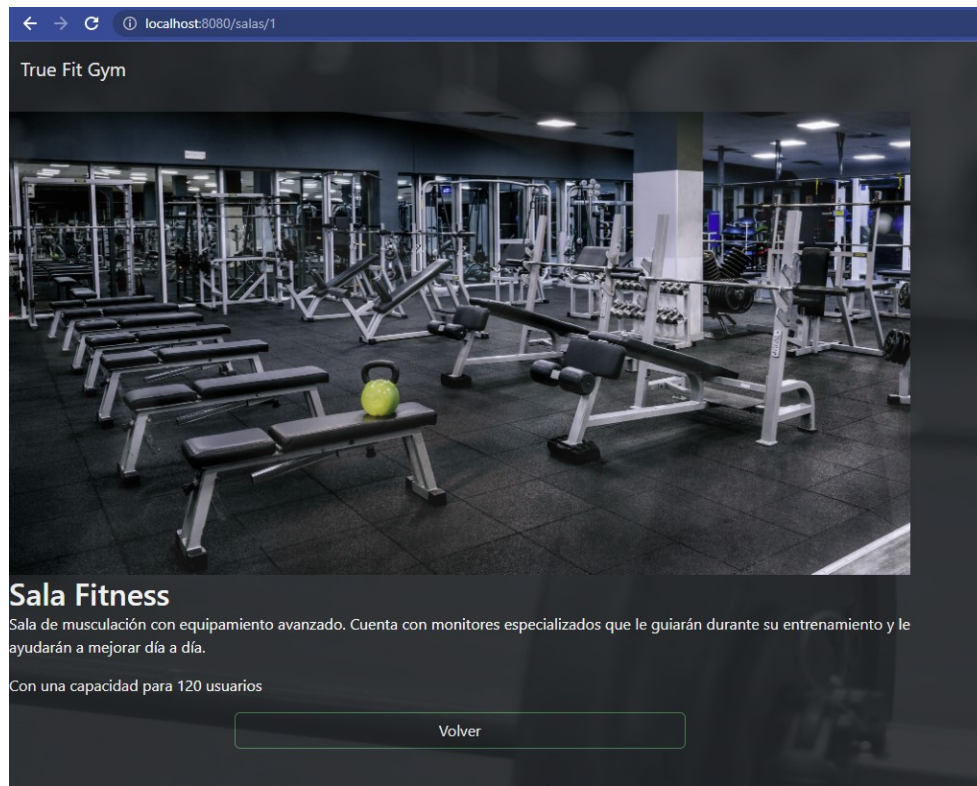 localhost:8080/salas/1
True Fit Gym
Sala Fitness
Sala de musculación con equipamiento avanzado. Cuenta con monitores especializados que le guiarán durante su entrenamiento y le
ayudarán a mejorar día a día.
Con una capacidad para 120 usuarios
Volver